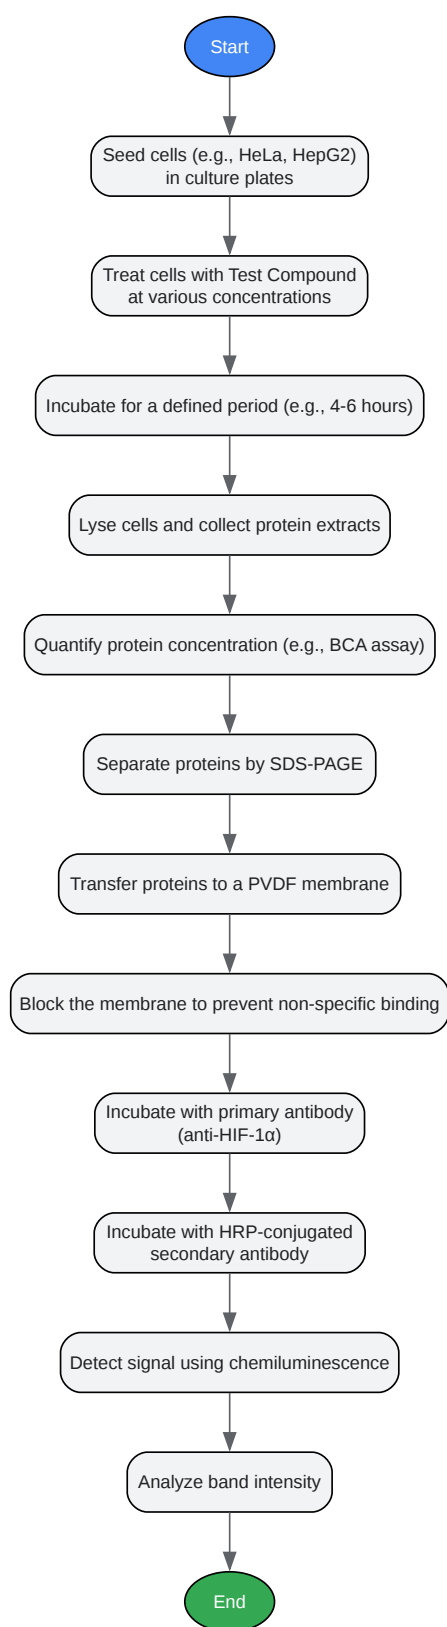 Start
Seed cells (e.g., HeLa, HepG2)
in culture plates
Treat cells with Test Compound
at various concentrations
Incubate for a defined period (e.g., 4-6 hours)
Lyse cells and collect protein extracts
Quantify protein concentration (e.g., BCA assay)
Separate proteins by SDS-PAGE
Transfer proteins to a PVDF membrane
Block the membrane to prevent non-specific binding
Incubate with primary antibody
(anti-HIF-1α)
Incubate with HRP-conjugated
secondary antibody
Detect signal using chemiluminescence
Analyze band intensity
End